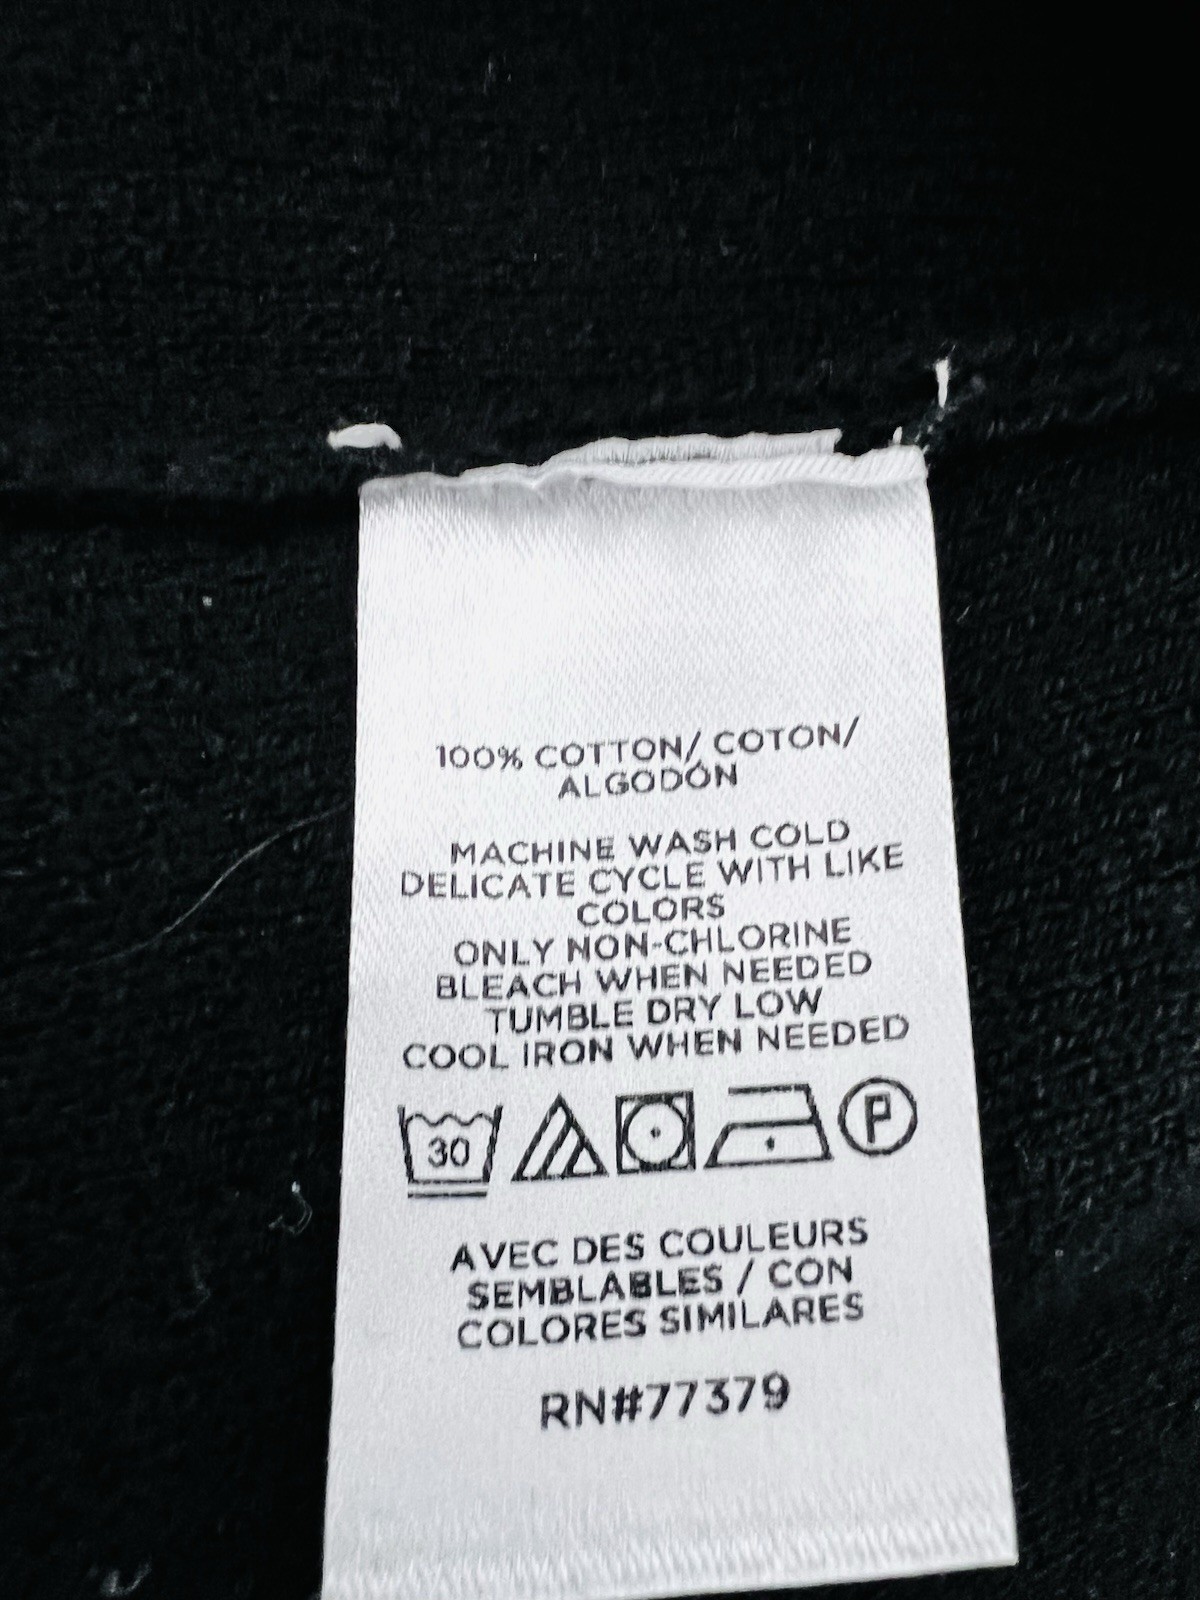 100% COTTON/ COTON/
ALGODÓN
MACHINE WASH COLD
DELICATE CYCLE WITH LIKE
COLORS
ONLY NON-CHLORINE
BLEACH WHEN NEEDED
TUMBLE DRY LOW
COOL IRON WHEN NEEDED
30 P
AVEC DES COULEURS
SEMBLABLES / CON
COLORES SIMILARES
RN#77379